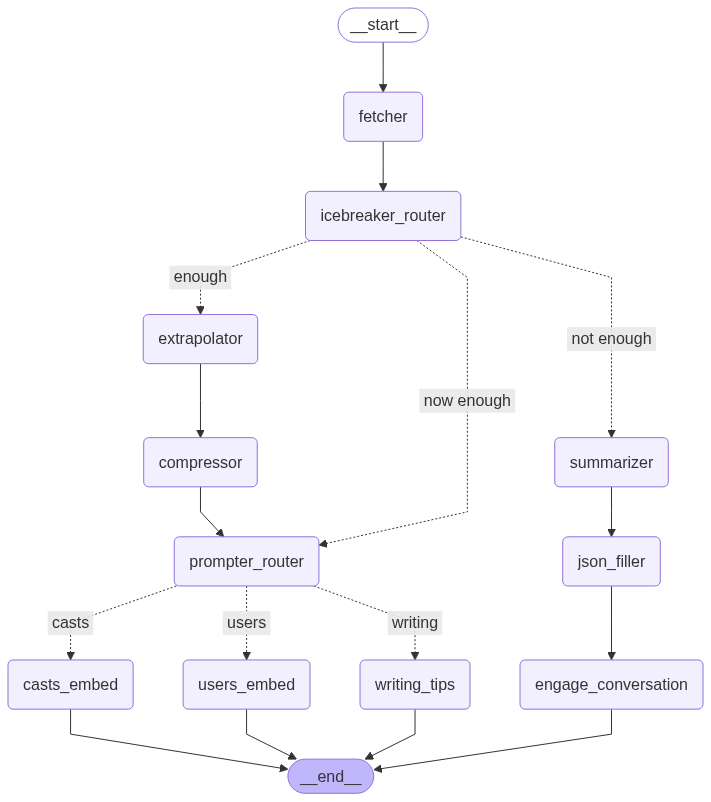 __start__
fetcher
icebreaker_router
enough
extrapolator
not enough
now enough
compressor
summarizer
prompter_router
json_filler
casts
users
writing
casts_embed
users_embed
writing_tips
engage_conversation
__end__